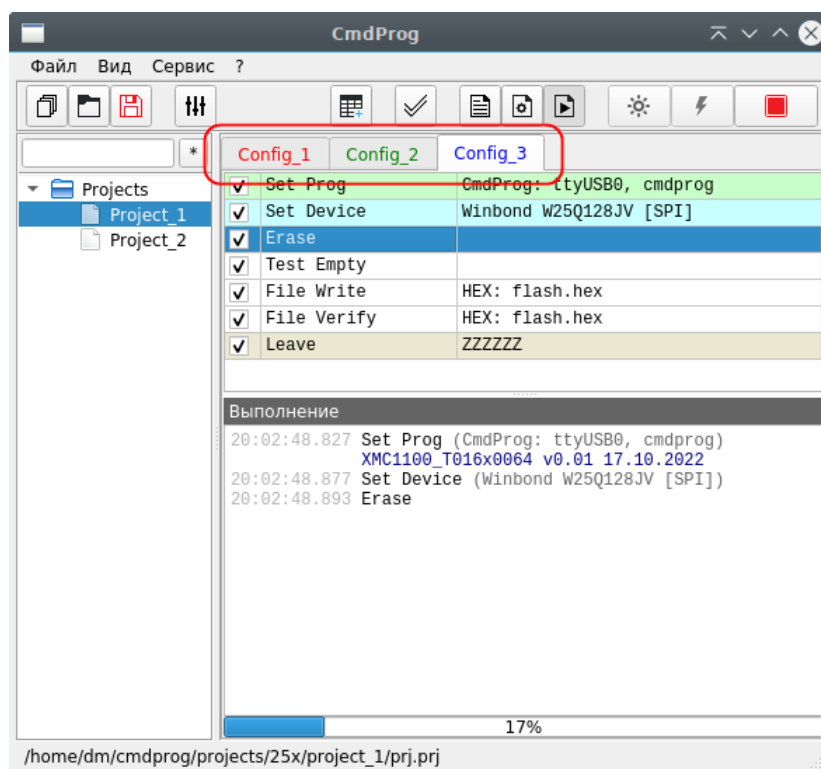 CmdProg
Файл Вид Сервис ?
*
Config_1 Config_2 Config_3
Projects
Project_1
Project_2
Set Prog CmdProg: ttyUSB0, cmdprog
Set Device Winbond W25Q128JV [SPI]
Erase
Test Empty
File Write HEX: flash.hex
File Verify HEX: flash.hex
Leave ZZZZZZ
Выполнение
20:02:48.827 Set Prog (CmdProg: ttyUSB0, cmdprog)
XMC1100_T016x0064 v0.01 17.10.2022
20:02:48.877 Set Device (Winbond W25Q128JV [SPI])
20:02:48.893 Erase
17%
/home/dm/cmdprog/projects/25x/project_1/prj.prj